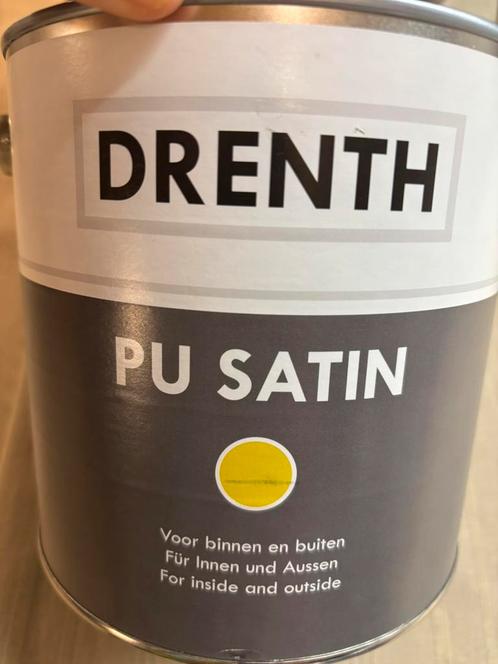 DRENTH
PU SATIN
Voor binnen en buiten
Für Innen und Aussen
For inside and outside